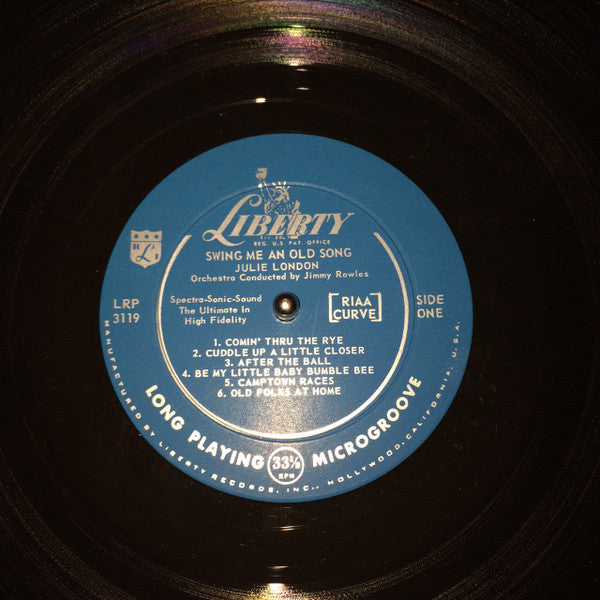 LIBERTY
REG. U.S. PAT. OFFICE
SWING ME AN OLD SONG
JULIE LONDON
Orchestra Conducted by Jimmy Rowles
LRP
3119
Spectra-Sonic-Sound
The Ultimate In
High Fidelity
RIAA
CURVE
SIDE
ONE
1. COMIN' THRU THE RYE
2. CUDDLE UP A LITTLE CLOSER
3. AFTER THE BALL
4. BE MY LITTLE BABY BUMBLE BEE
5. CAMPTOWN RACES
6. OLD FOLKS AT HOME
LONG PLAYING 33⅓ RPM MICROGROOVE
MANUFACTURED BY LIBERTY RECORDS, INC., HOLLYWOOD, CALIFORNIA, U.S.A.